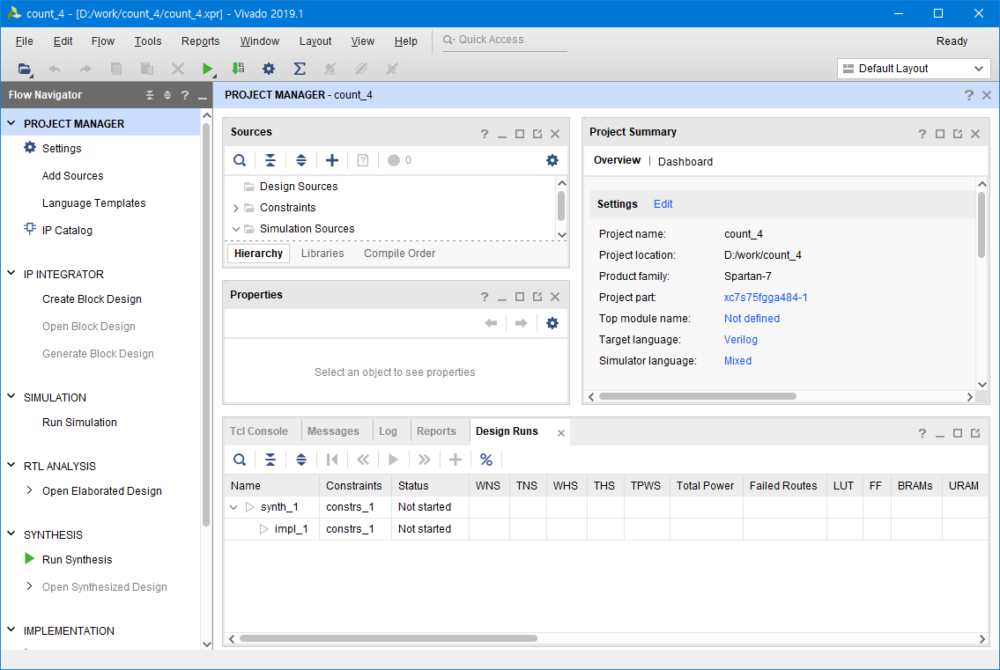 count_4 - [D:/work/count_4/count_4.xpr] - Vivado 2019.1
File Edit Flow Tools Reports Window Layout View Help Quick Access Ready
Default Layout
Flow Navigator
PROJECT MANAGER
Settings
Add Sources
Language Templates
IP Catalog
IP INTEGRATOR
Create Block Design
Open Block Design
Generate Block Design
SIMULATION
Run Simulation
RTL ANALYSIS
Open Elaborated Design
SYNTHESIS
Run Synthesis
Open Synthesized Design
IMPLEMENTATION
PROJECT MANAGER - count_4
Sources
0
Design Sources
Constraints
Simulation Sources
Hierarchy Libraries Compile Order
Properties
Select an object to see properties
Project Summary
Overview | Dashboard
Settings Edit
Project name: count_4
Project location: D:/work/count_4
Product family: Spartan-7
Project part: xc7s75fgga484-1
Top module name: Not defined
Target language: Verilog
Simulator language: Mixed
Tcl Console Messages Log Reports Design Runs
Name Constraints Status WNS TNS WHS THS TPWS Total Power Failed Routes LUT FF BRAMs URAM
synth_1 constrs_1 Not started
impl_1 constrs_1 Not started